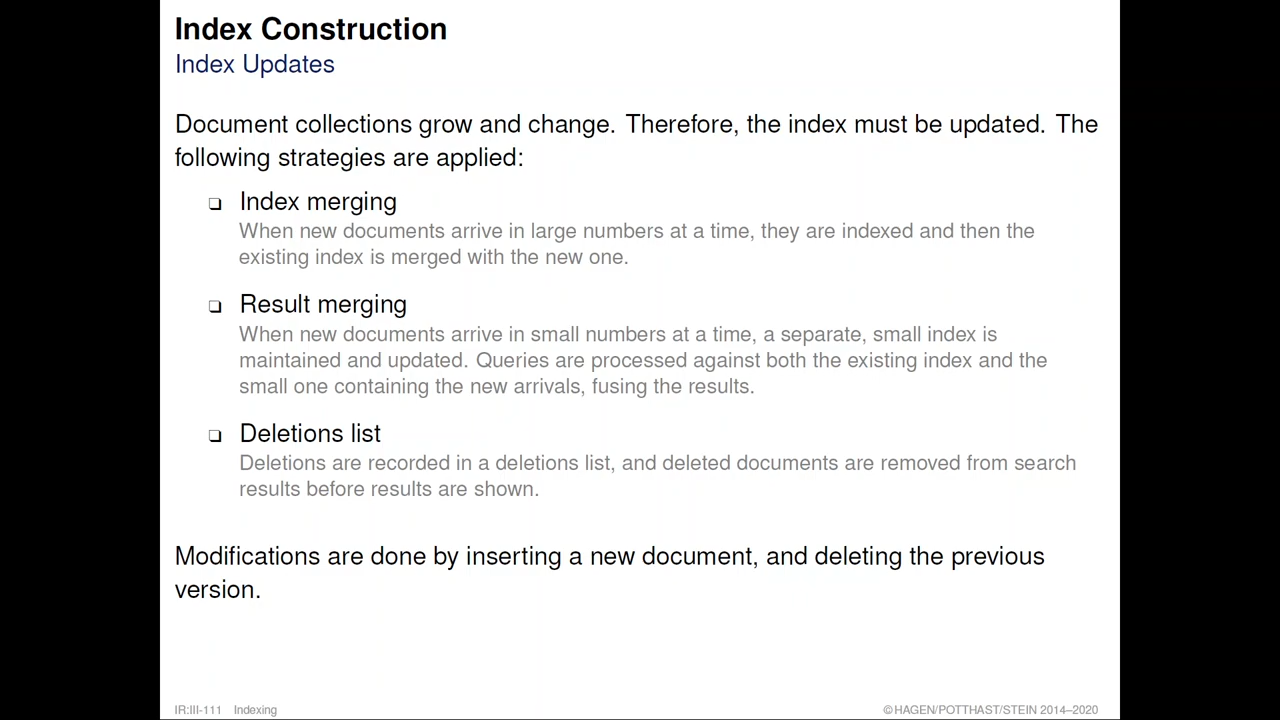 Index Construction
Index Updates
Document collections grow and change. Therefore, the index must be updated. The
following strategies are applied:
❏ Index merging
When new documents arrive in large numbers at a time, they are indexed and then the
existing index is merged with the new one.
❏ Result merging
When new documents arrive in small numbers at a time, a separate, small index is
maintained and updated. Queries are processed against both the existing index and the
small one containing the new arrivals, fusing the results.
❏ Deletions list
Deletions are recorded in a deletions list, and deleted documents are removed from search
results before results are shown.
Modifications are done by inserting a new document, and deleting the previous
version.
IR:III-111 Indexing
©HAGEN/POTTHAST/STEIN 2014–2020